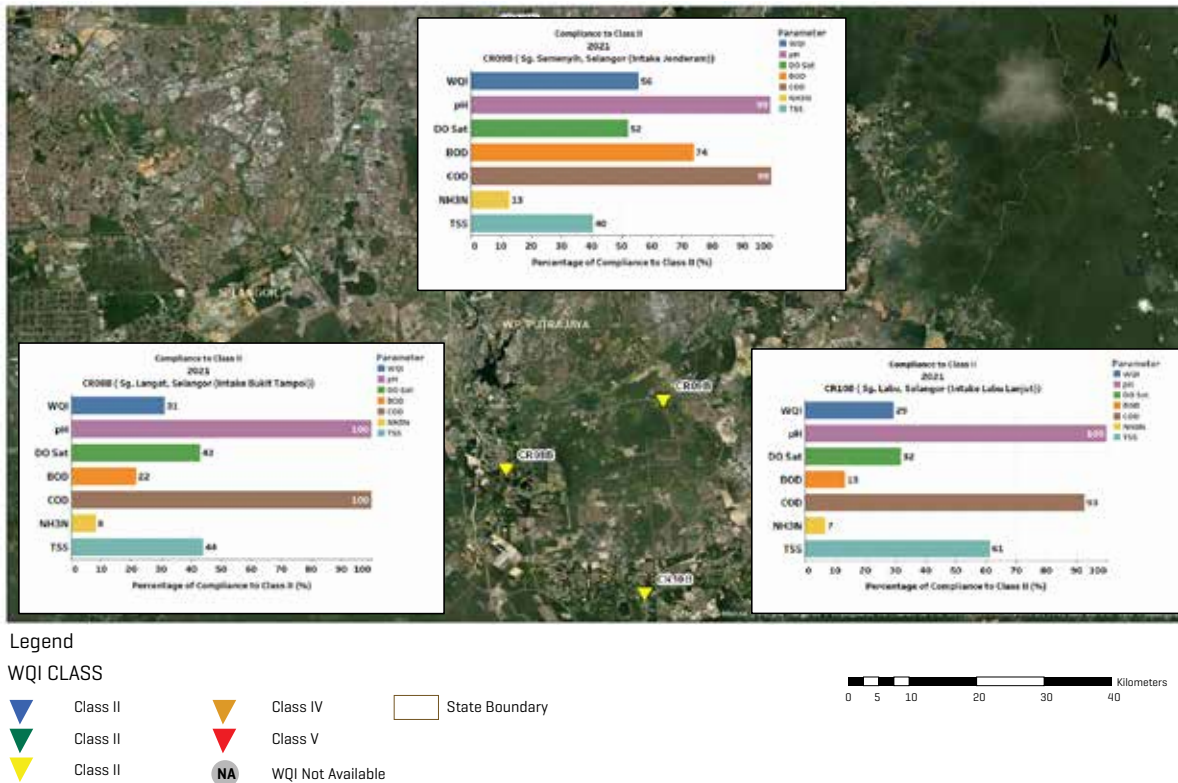 N
Compliance to Class II
2021
CR09B ( Sg. Semenyih, Selangor (Intake Jenderam))
Parameter
WQI
pH
DO Sat
BOD
COD
NH3N
TSS
WQI 56
pH 99
DO Sat 52
BOD 74
COD 99
NH3N 13
TSS 40
0 10 20 30 40 50 60 70 80 90 100
Percentage of Compliance to Class II (%)
SELANGOR
W.P. PUTRAJAYA
Compliance to Class II
2021
CR08B ( Sg. Langat, Selangor (Intake Bukit Tampoi))
Parameter
WQI
pH
DO Sat
BOD
COD
NH3N
TSS
WQI 31
pH 100
DO Sat 43
BOD 22
COD 100
NH3N 8
TSS 44
0 10 20 30 40 50 60 70 80 90 100
Percentage of Compliance to Class II (%)
CR09B
CR08B
CR10B
Compliance to Class II
2021
CR10B ( Sg. Labu, Selangor (Intake Labu Lanjut))
Parameter
WQI
pH
DO Sat
BOD
COD
NH3N
TSS
WQI 29
pH 100
DO Sat 32
BOD 13
COD 93
NH3N 7
TSS 61
0 10 20 30 40 50 60 70 80 90 100
Percentage of Compliance to Class II (%)
Legend
WQI CLASS
Class II
Class II
Class II
Class IV
Class V
NA WQI Not Available
State Boundary
Kilometers
0 5 10 20 30 40